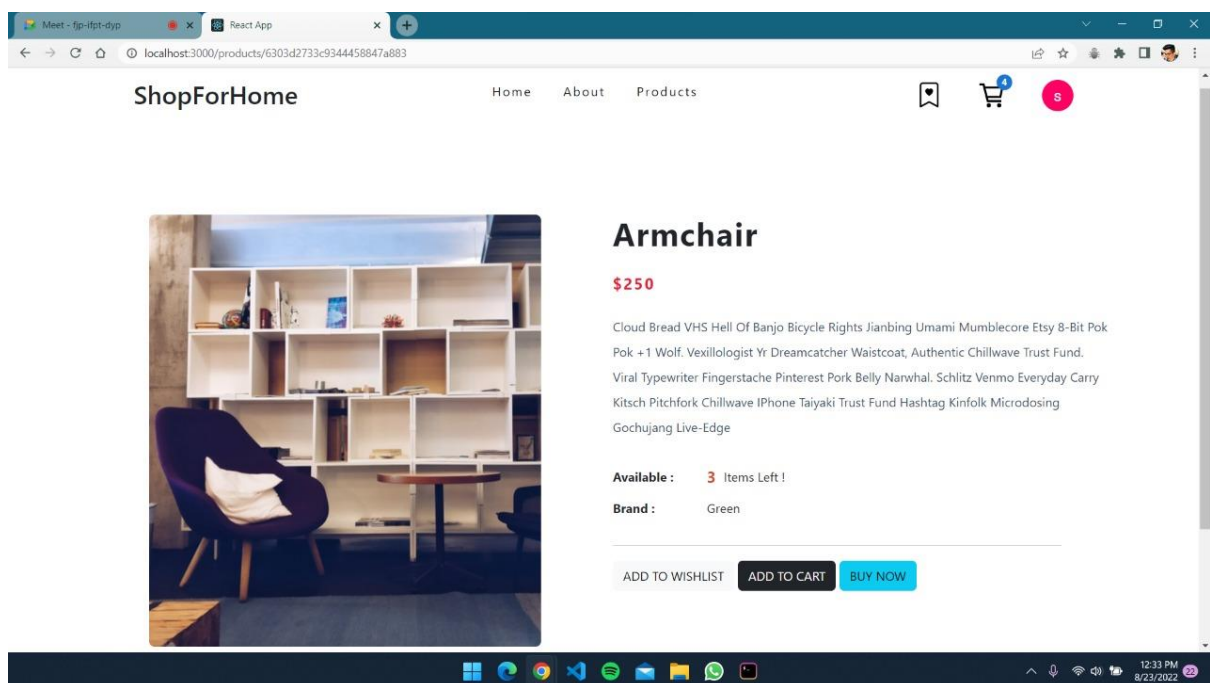 Meet - fjp-ifpt-dyp
React App
localhost:3000/products/6303d2733c9344458847a883
ShopForHome
Home About Products
4
S
Armchair
$250
Cloud Bread VHS Hell Of Banjo Bicycle Rights Jianbing Umami Mumblecore Etsy 8-Bit Pok
Pok +1 Wolf. Vexillologist Yr Dreamcatcher Waistcoat, Authentic Chillwave Trust Fund.
Viral Typewriter Fingerstache Pinterest Pork Belly Narwhal. Schlitz Venmo Everyday Carry
Kitsch Pitchfork Chillwave IPhone Taiyaki Trust Fund Hashtag Kinfolk Microdosing
Gochujang Live-Edge
Available : 3 Items Left !
Brand : Green
ADD TO WISHLIST ADD TO CART BUY NOW
12:33 PM
8/23/2022
22